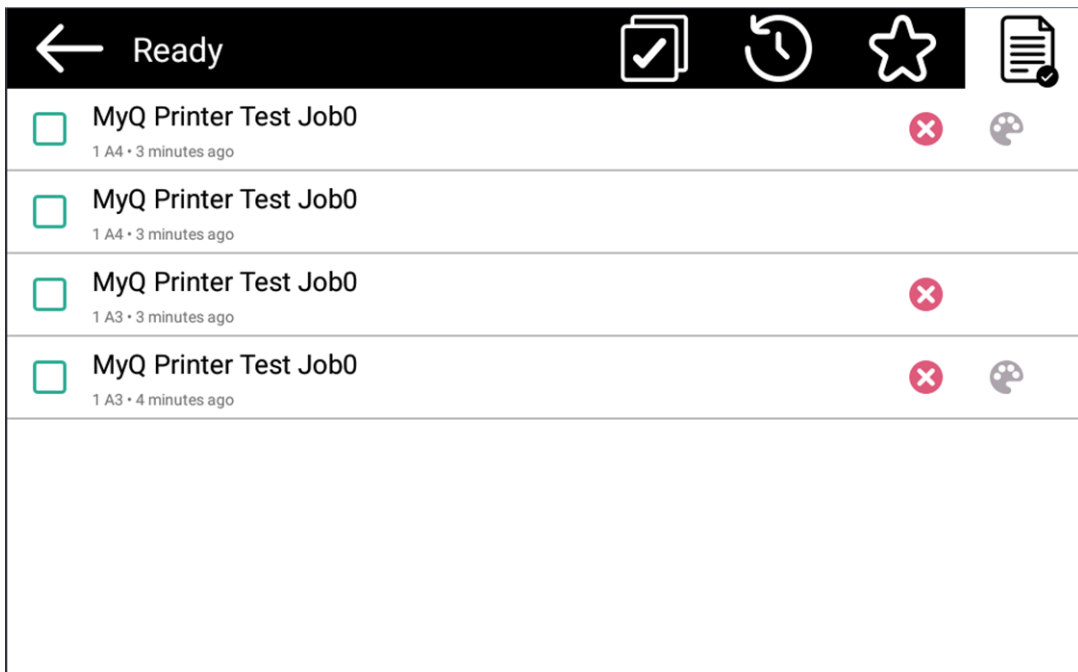 Ready
MyQ Printer Test Job0
1 A4 • 3 minutes ago
MyQ Printer Test Job0
1 A4 • 3 minutes ago
MyQ Printer Test Job0
1 A3 • 3 minutes ago
MyQ Printer Test Job0
1 A3 • 4 minutes ago